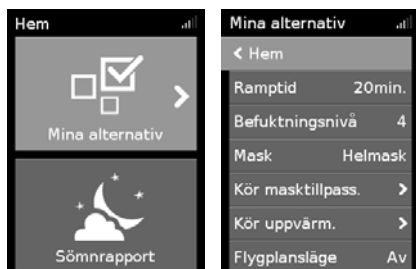 Hem
Mina alternativ
Sömnrapport
Mina alternativ
< Hem
Ramptid 20min.
Befuktningsnivå 4
Mask Helmask
Kör masktillpass. >
Kör uppvärm. >
Flygplansläge Av